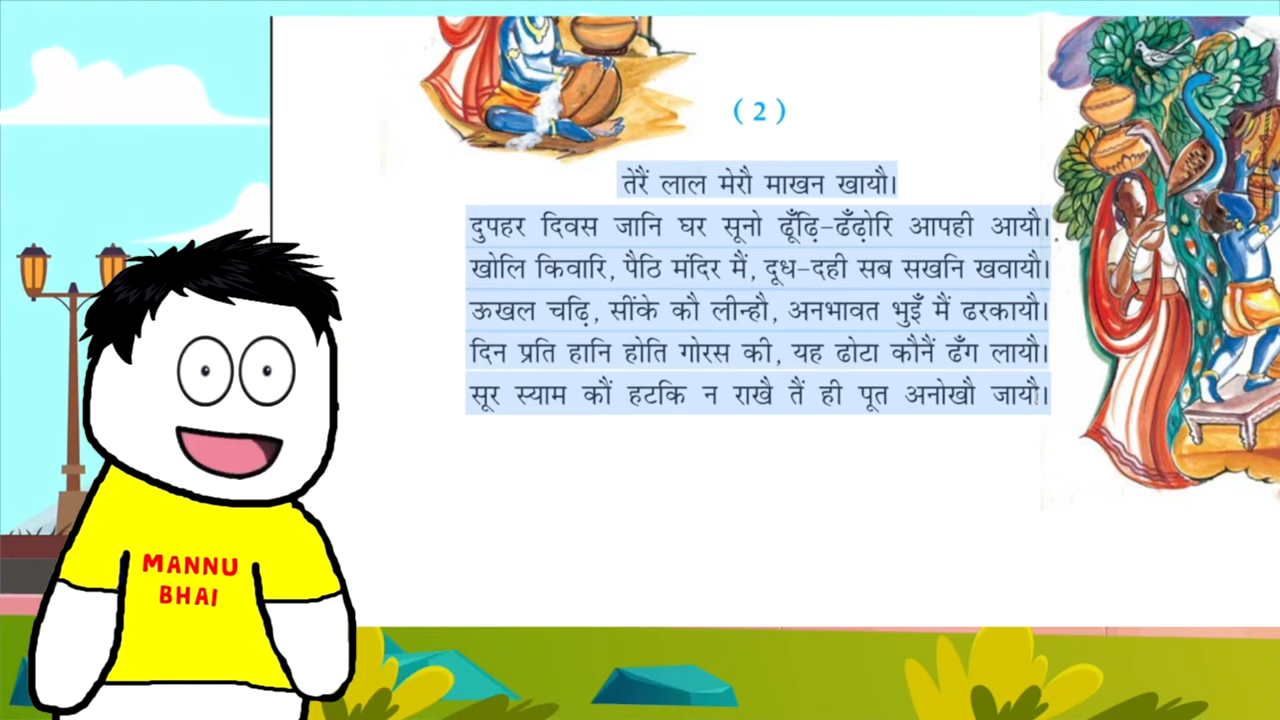 ( 2 )
तेरैं लाल मेरौ माखन खायौ।
दुपहर दिवस जानि घर सूनो ढूँढ़ि-ढँढ़ोरि आपही आयौ।
खोलि किवारि, पैठि मंदिर मैं, दूध-दही सब सखनि खवायौ।
ऊखल चढ़ि, सींके कौ लीन्हौ, अनभावत भुइँ मैं ढरकायौ।
दिन प्रति हानि होति गोरस की, यह ढोटा कौनैं ढँग लायौ।
सूर स्याम कौं हटकि न राखै तैं ही पूत अनोखौ जायौ।
MANNU
BHAI